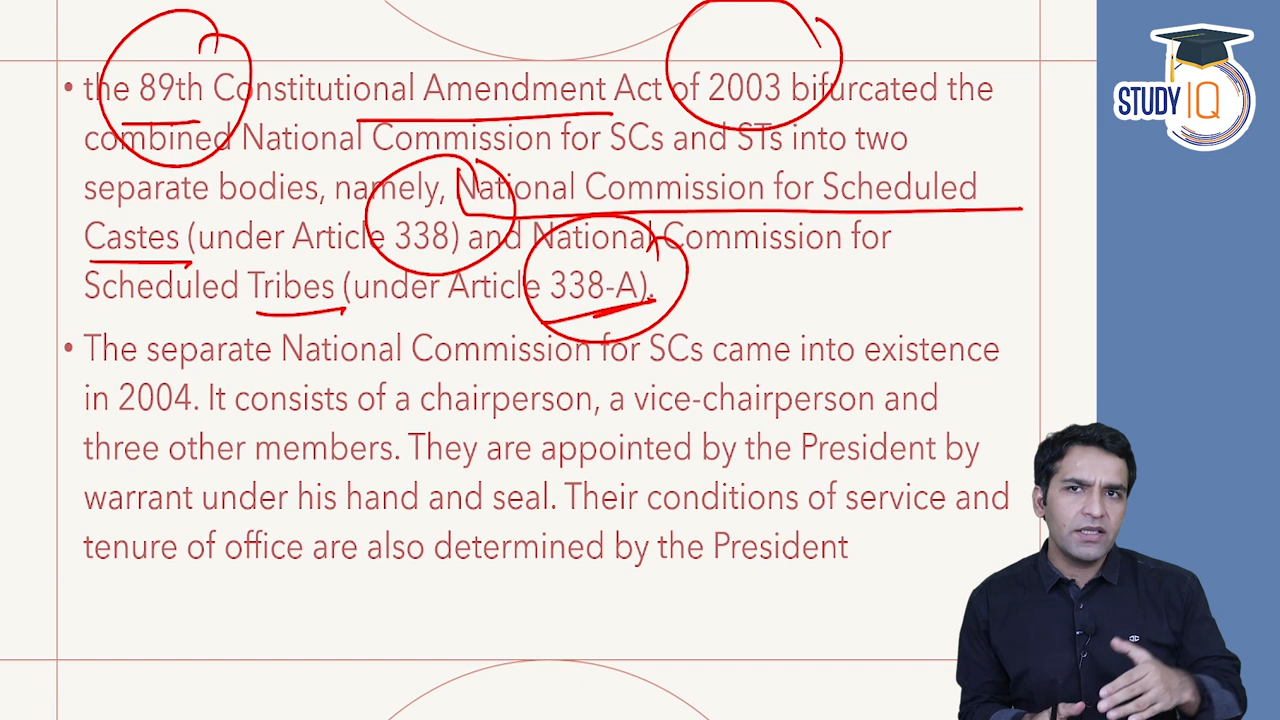 • the 89th Constitutional Amendment Act of 2003 bifurcated the
combined National Commission for SCs and STs into two
separate bodies, namely, National Commission for Scheduled
Castes (under Article 338) and National Commission for
Scheduled Tribes (under Article 338-A).
• The separate National Commission for SCs came into existence
in 2004. It consists of a chairperson, a vice-chairperson and
three other members. They are appointed by the President by
warrant under his hand and seal. Their conditions of service and
tenure of office are also determined by the President
STUDY IQ